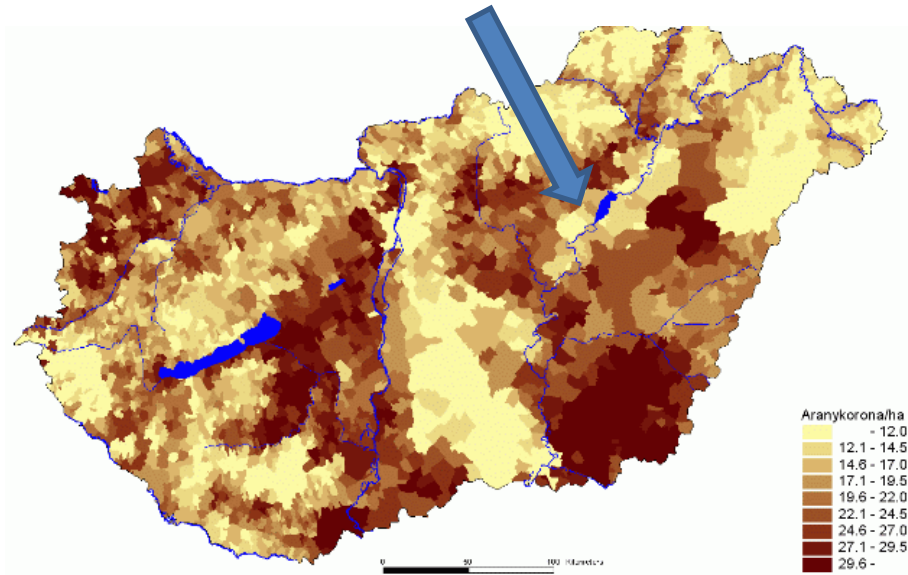 Aranykorona/ha
- 12.0
12.1 - 14.5
14.6 - 17.0
17.1 - 19.5
19.6 - 22.0
22.1 - 24.5
24.6 - 27.0
27.1 - 29.5
29.6 -
0 50 100 Kilometers